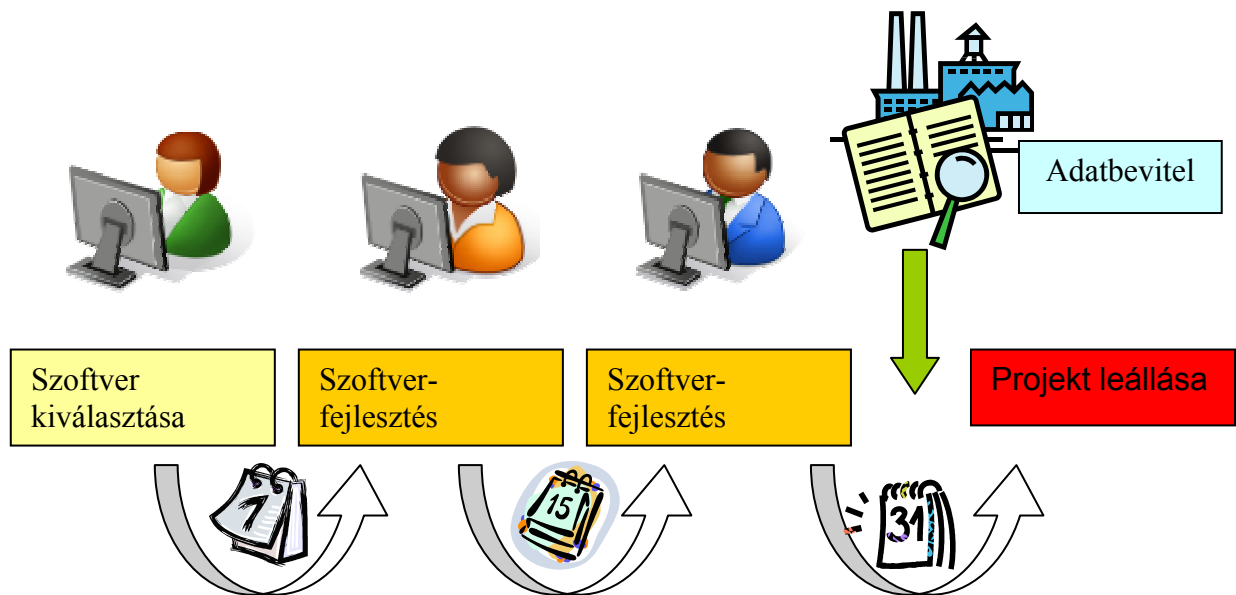 Adatbevitel
Szoftver
kiválasztása
Szoftver-
fejlesztés
Szoftver-
fejlesztés
Projekt leállása
7
15
31